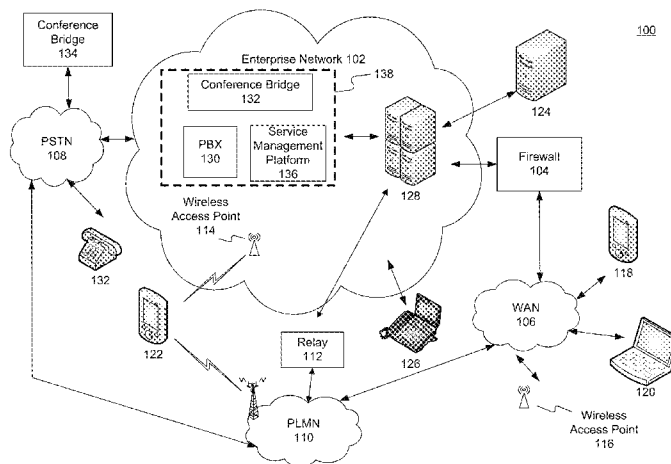 100
Conference
Bridge
134
Enterprise Network 102
138
Conference Bridge
132
PBX
130
Service
Management
Platform
136
PSTN
108
128
124
Firewall
104
Wireless
Access Point
114
132
122
118
WAN
106
Relay
112
126
120
PLMN
110
Wireless
Access Point
116